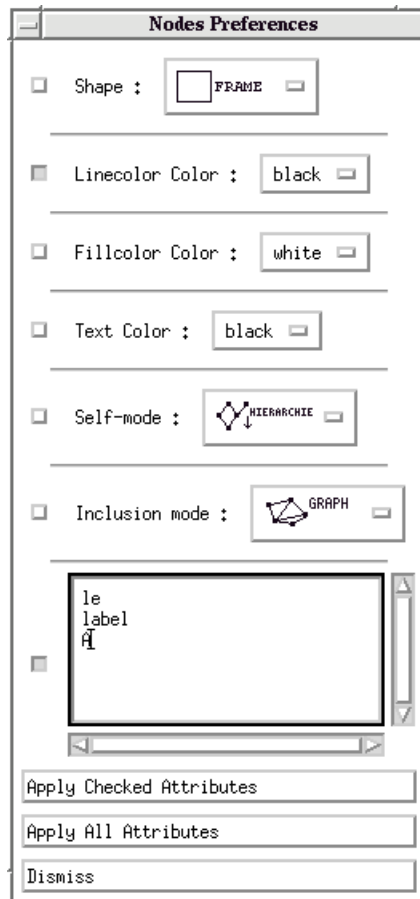 Nodes Preferences
Shape : FRAME
Linecolor Color : black
Fillcolor Color : white
Text Color : black
Self-mode : HIERARCHIE
Inclusion mode : GRAPH
le
label
A
Apply Checked Attributes
Apply All Attributes
Dismiss